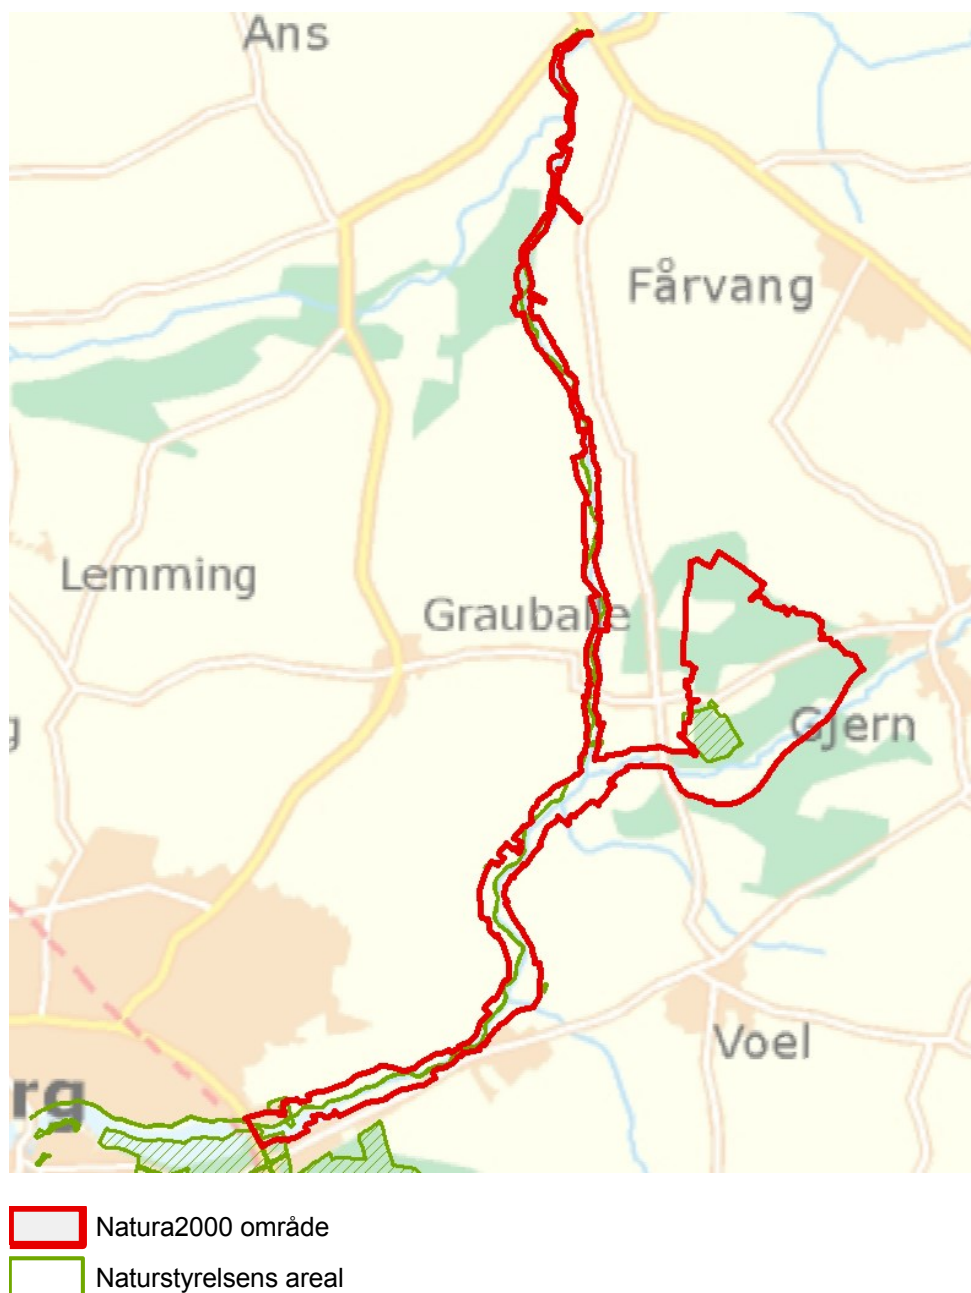 Ans
Fårvang
Lemming
Grauballe
g
Gjern
Voel
rg
Natura2000 område
Naturstyrelsens areal